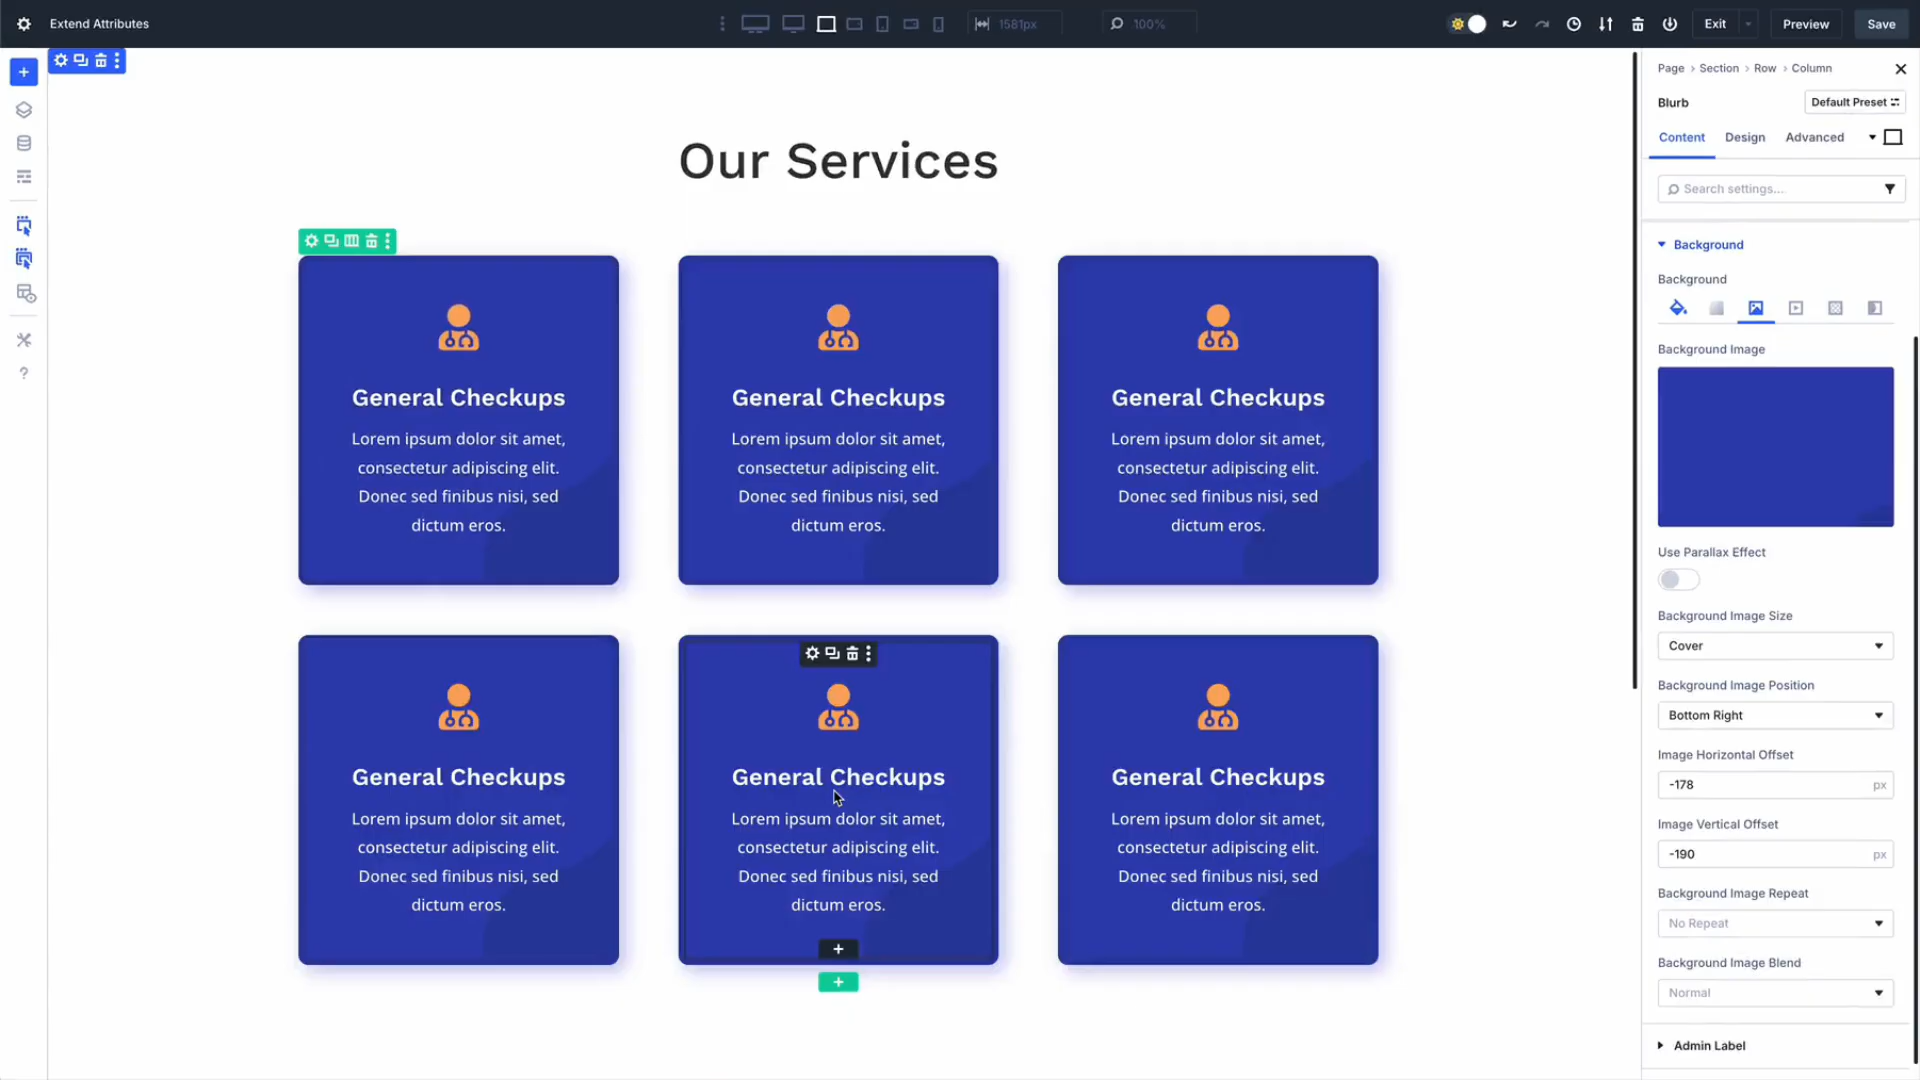 Extend Attributes
1581px
100%
Exit
Preview
Save
Our Services
General Checkups
Lorem ipsum dolor sit amet,
consectetur adipiscing elit.
Donec sed finibus nisi, sed
dictum eros.
General Checkups
Lorem ipsum dolor sit amet,
consectetur adipiscing elit.
Donec sed finibus nisi, sed
dictum eros.
General Checkups
Lorem ipsum dolor sit amet,
consectetur adipiscing elit.
Donec sed finibus nisi, sed
dictum eros.
General Checkups
Lorem ipsum dolor sit amet,
consectetur adipiscing elit.
Donec sed finibus nisi, sed
dictum eros.
General Checkups
Lorem ipsum dolor sit amet,
consectetur adipiscing elit.
Donec sed finibus nisi, sed
dictum eros.
General Checkups
Lorem ipsum dolor sit amet,
consectetur adipiscing elit.
Donec sed finibus nisi, sed
dictum eros.
Page › Section › Row › Column
Blurb
Default Preset
Content
Design
Advanced
Search settings...
Background
Background
Background Image
Use Parallax Effect
Background Image Size
Cover
Background Image Position
Bottom Right
Image Horizontal Offset
-178 px
Image Vertical Offset
-190 px
Background Image Repeat
No Repeat
Background Image Blend
Normal
Admin Label